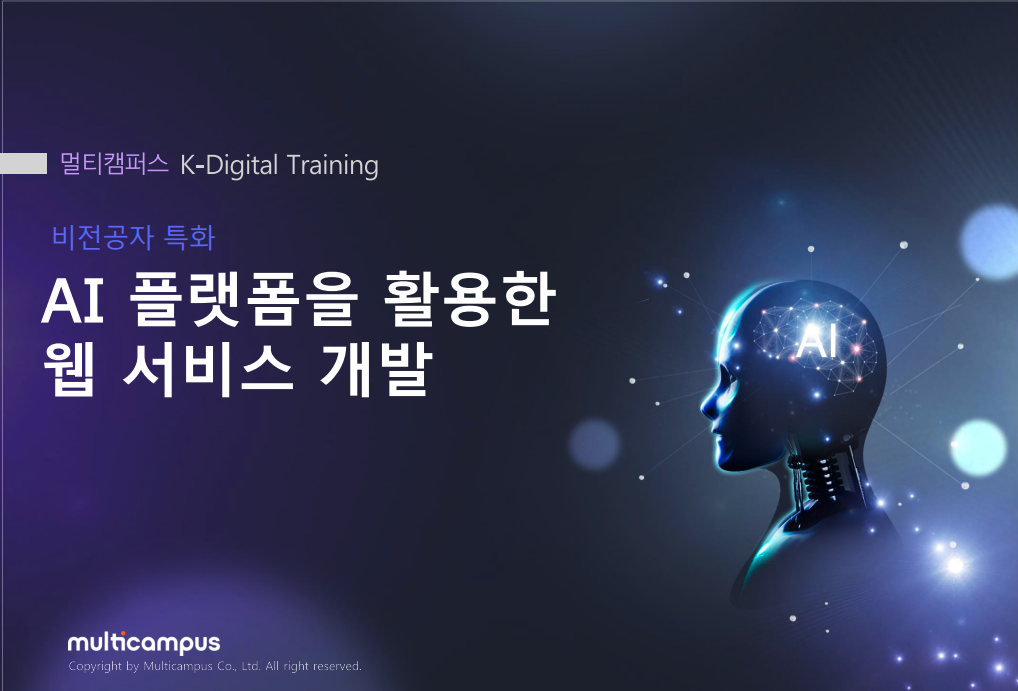 멀티캠퍼스 K-Digital Training
비전공자 특화
AI 플랫폼을 활용한
웹 서비스 개발
AI
multicampus
Copyright by Multicampus Co., Ltd. All right reserved.